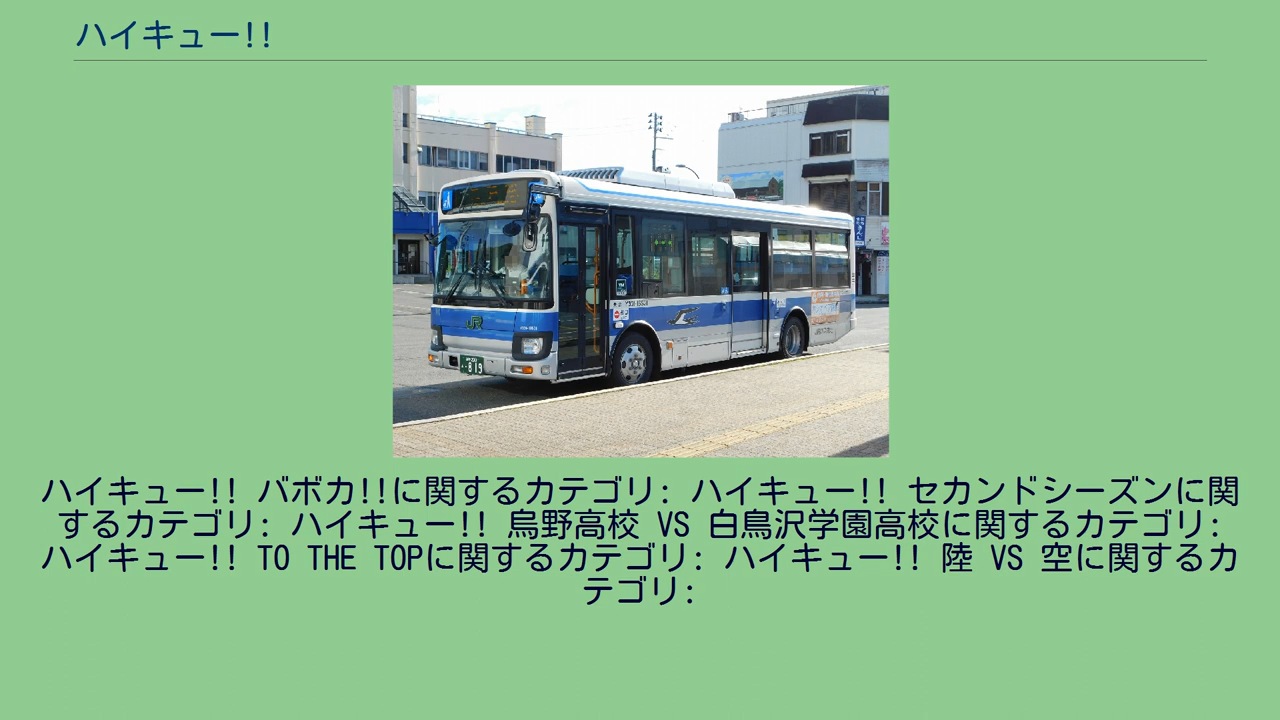 ハイキュー!!
JR
819
ハイキュー!! バボカ!!に関するカテゴリ: ハイキュー!! セカンドシーズンに関
するカテゴリ: ハイキュー!! 烏野高校 VS 白鳥沢学園高校に関するカテゴリ:
ハイキュー!! TO THE TOPに関するカテゴリ: ハイキュー!! 陸 VS 空に関するカ
テゴリ: